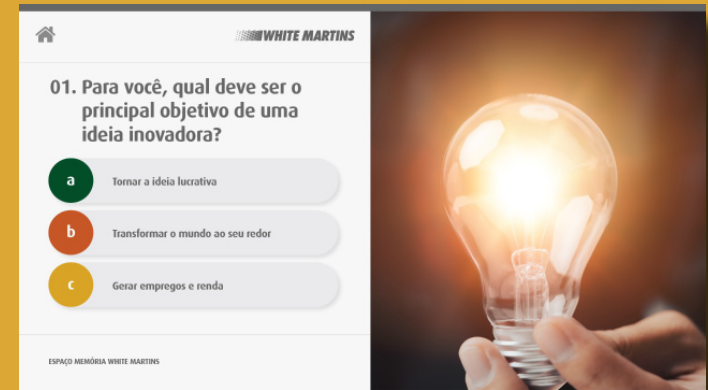 WHITE MARTINS
01. Para você, qual deve ser o
principal objetivo de uma
ideia inovadora?
a Tornar a ideia lucrativa
b Transformar o mundo ao seu redor
c Gerar empregos e renda
ESPAÇO MEMÓRIA WHITE MARTINS